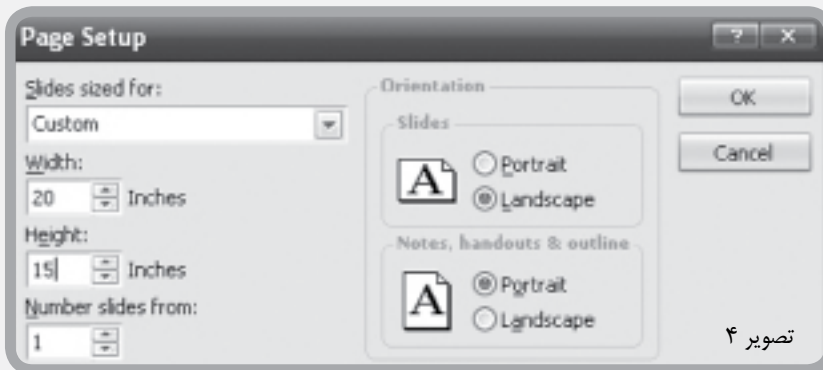 Page Setup
Slides sized for:
Custom
Width:
20 Inches
Height:
15 Inches
Number slides from:
1
Orientation
Slides
A
Portrait
Landscape
Notes, handouts & outline
A
Portrait
Landscape
OK
Cancel
تصویر ۴